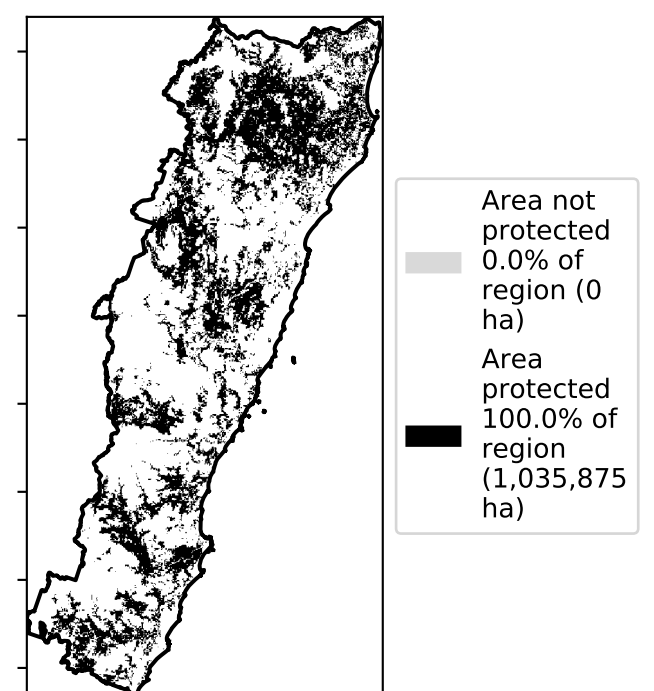 Area not
protected
0.0% of
region (0
ha)
Area
protected
100.0% of
region
(1,035,875
ha)